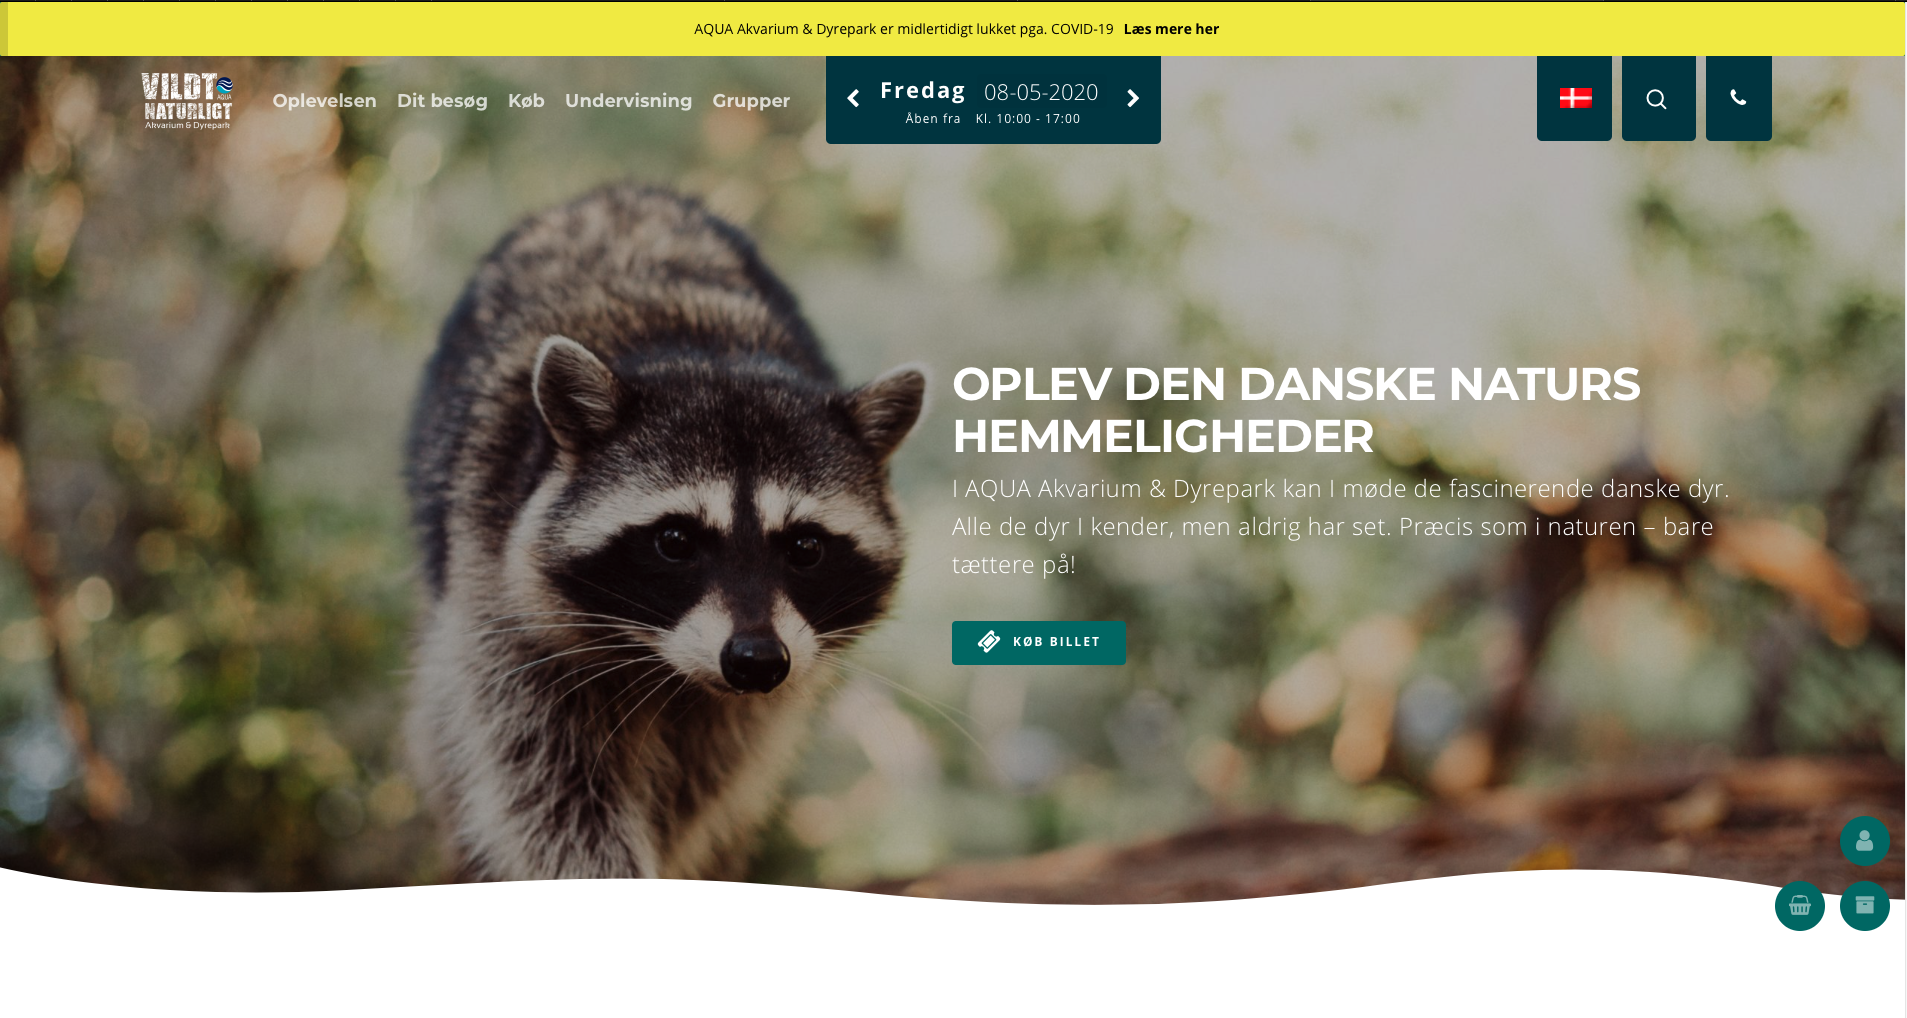 AQUA Akvarium & Dyrepark er midlertidigt lukket pga. COVID-19 Læs mere her
VILDT
AQUA
NATURLIGT
Akvarium & Dyrepark
Oplevelsen Dit besøg Køb Undervisning Grupper
Fredag 08-05-2020
Åben fra Kl. 10:00 - 17:00
OPLEV DEN DANSKE NATURS
HEMMELIGHEDER
I AQUA Akvarium & Dyrepark kan I møde de fascinerende danske dyr.
Alle de dyr I kender, men aldrig har set. Præcis som i naturen – bare
tættere på!
KØB BILLET